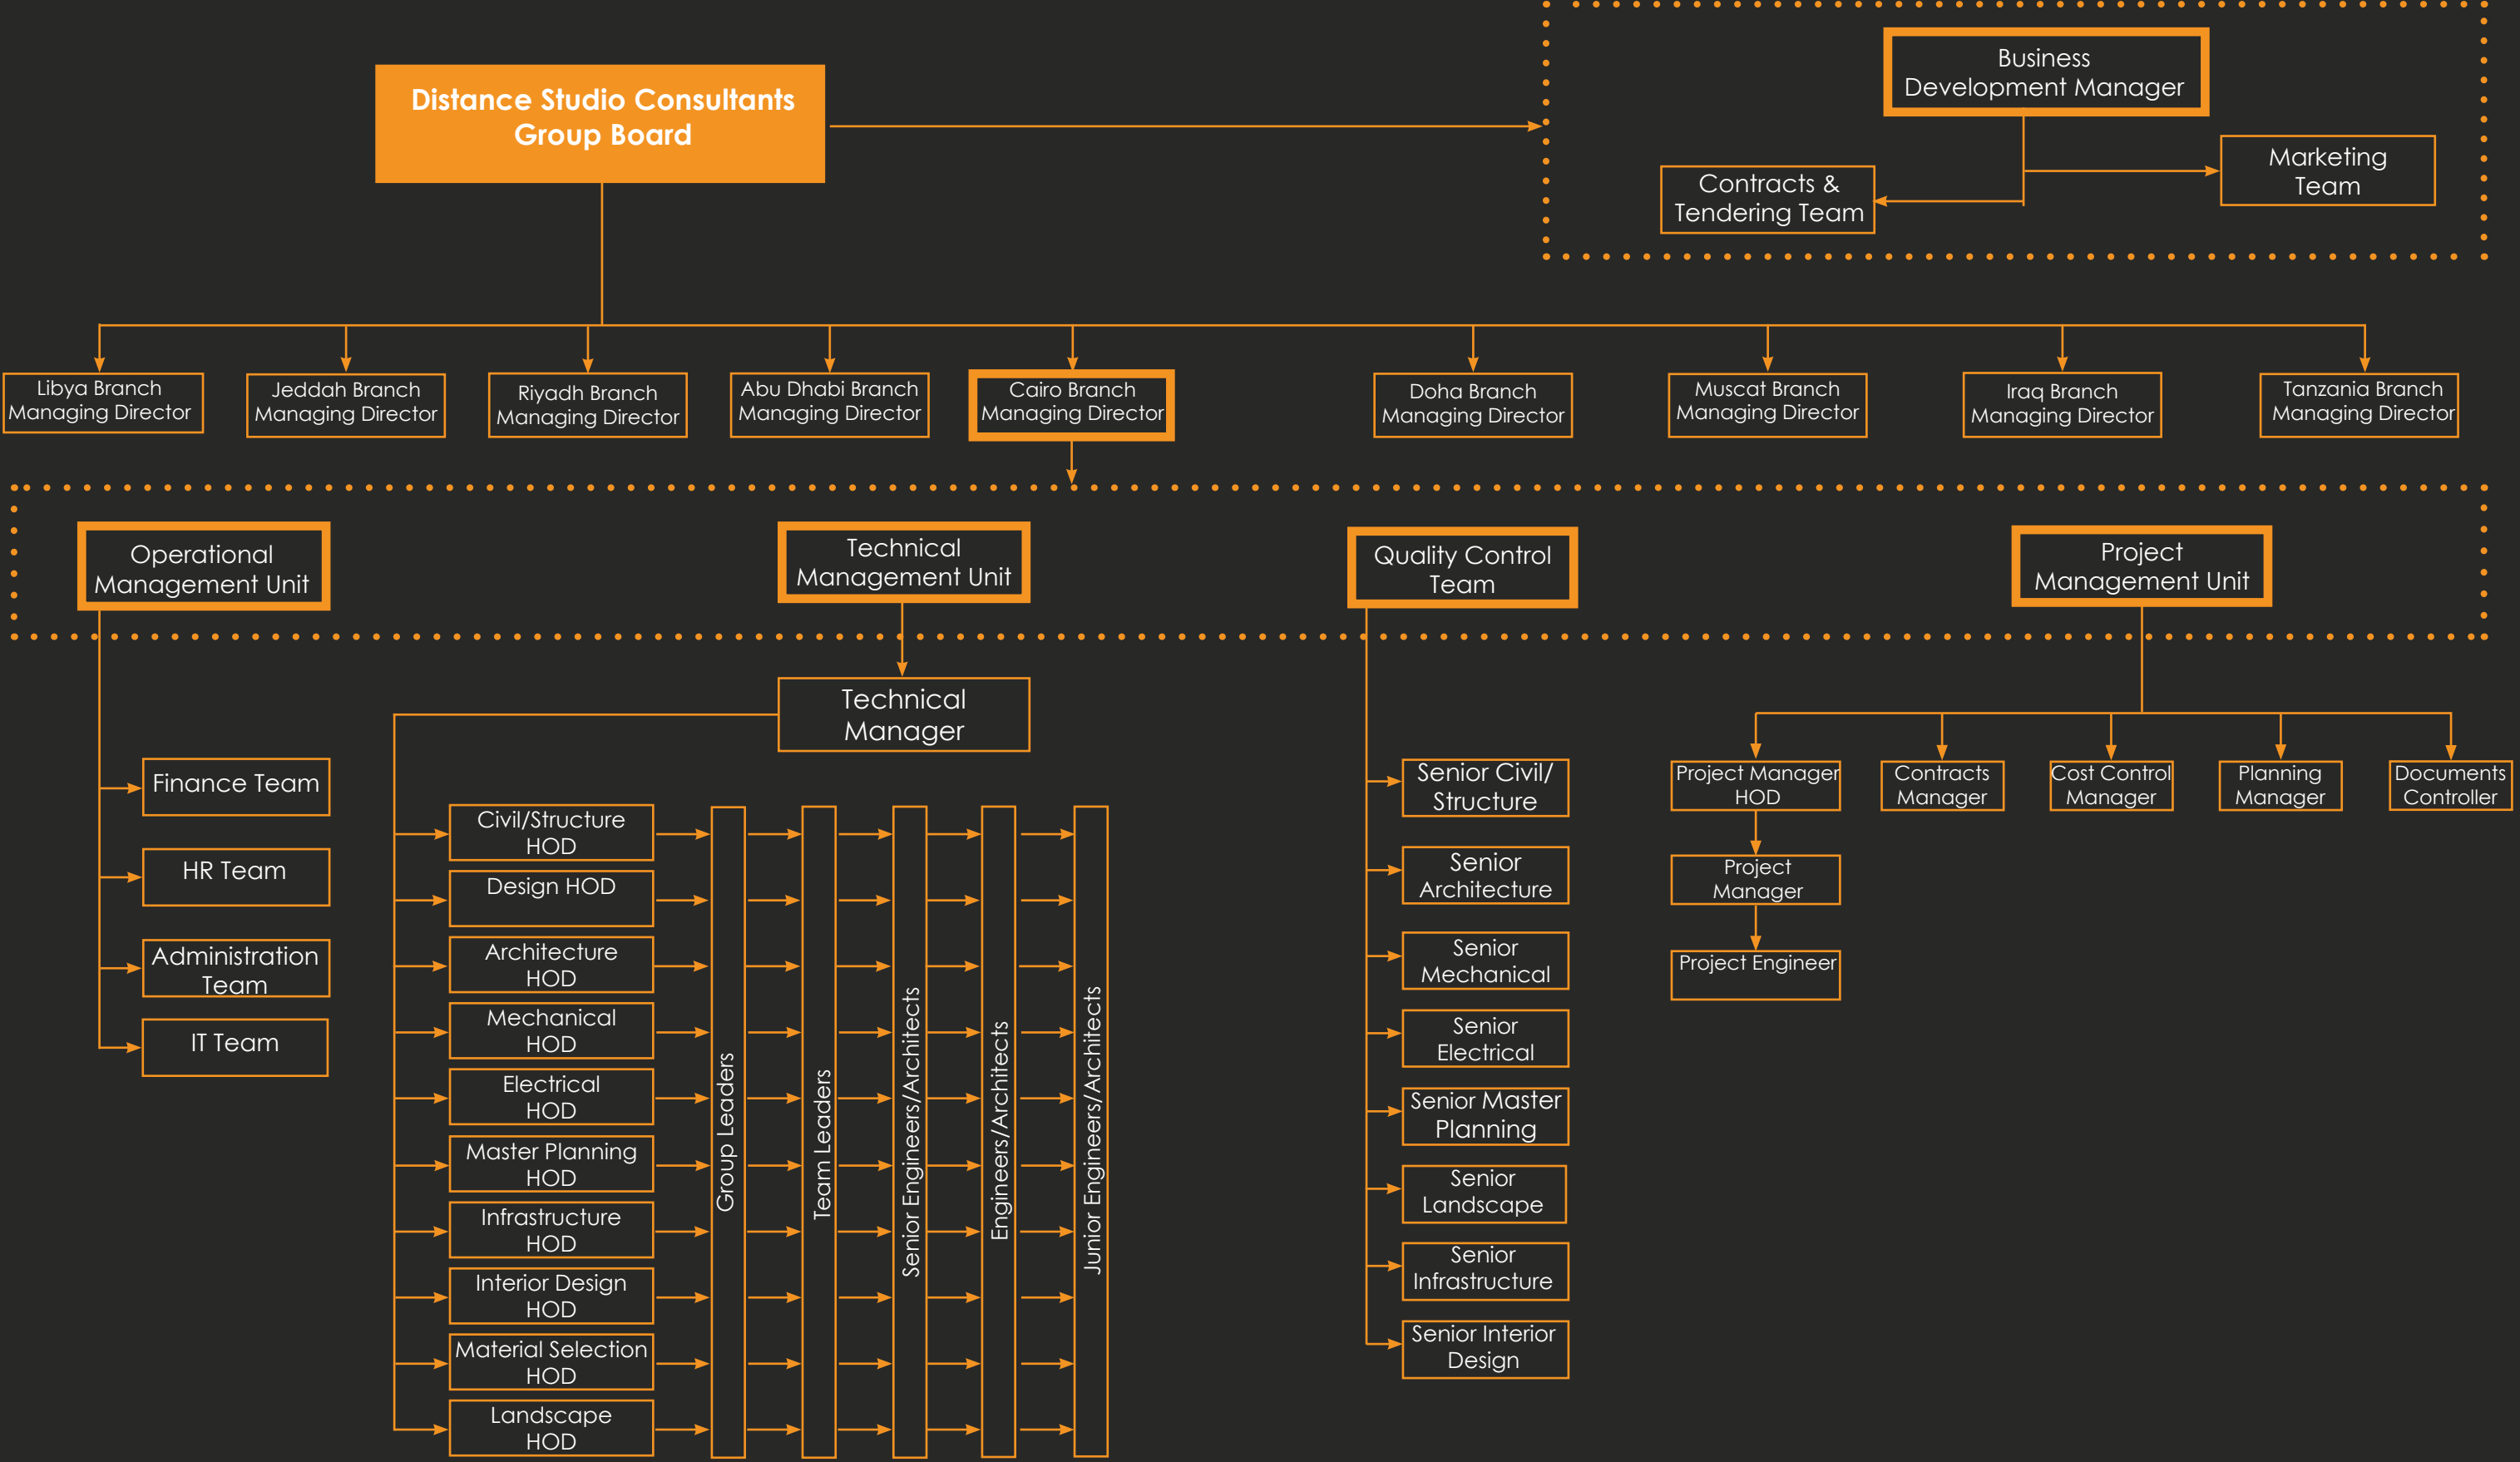 Distance Studio Consultants
Group Board
Business
Development Manager
Marketing
Team
Contracts &
Tendering Team
Libya Branch
Managing Director
Jeddah Branch
Managing Director
Riyadh Branch
Managing Director
Abu Dhabi Branch
Managing Director
Cairo Branch
Managing Director
Doha Branch
Managing Director
Muscat Branch
Managing Director
Iraq Branch
Managing Director
Tanzania Branch
Managing Director
Operational
Management Unit
Technical
Management Unit
Quality Control
Team
Project
Management Unit
Finance Team
HR Team
Administration
Team
IT Team
Technical
Manager
Civil/Structure
HOD
Design HOD
Architecture
HOD
Mechanical
HOD
Electrical
HOD
Master Planning
HOD
Infrastructure
HOD
Interior Design
HOD
Material Selection
HOD
Landscape
HOD
Group Leaders
Team Leaders
Senior Engineers/Architects
Engineers/Architects
Junior Engineers/Architects
Senior Civil/
Structure
Senior
Architecture
Senior
Mechanical
Senior
Electrical
Senior Master
Planning
Senior
Landscape
Senior
Infrastructure
Senior Interior
Design
Project Manager
HOD
Project
Manager
Project Engineer
Contracts
Manager
Cost Control
Manager
Planning
Manager
Documents
Controller